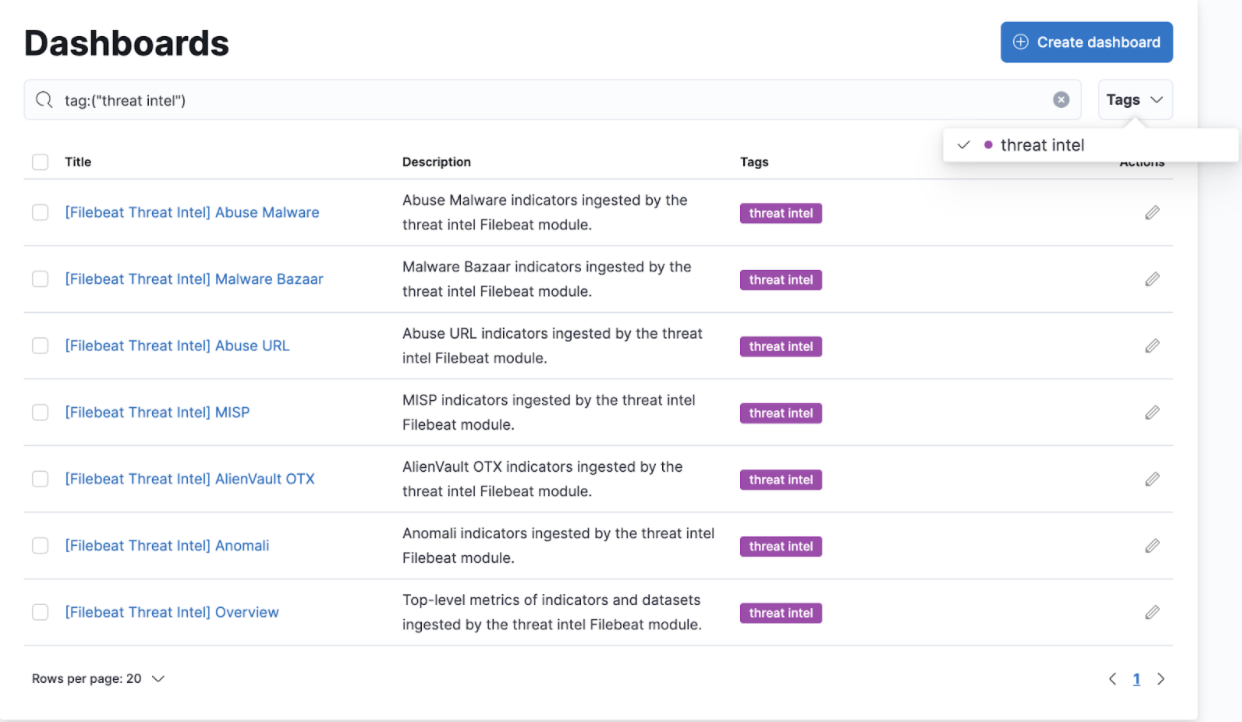 Dashboards
Create dashboard
tag:("threat intel")
Tags
threat intel
Title Description Tags Actions
[Filebeat Threat Intel] Abuse Malware
Abuse Malware indicators ingested by the
threat intel Filebeat module.
threat intel
[Filebeat Threat Intel] Malware Bazaar
Malware Bazaar indicators ingested by the
threat intel Filebeat module.
threat intel
[Filebeat Threat Intel] Abuse URL
Abuse URL indicators ingested by the threat
intel Filebeat module.
threat intel
[Filebeat Threat Intel] MISP
MISP indicators ingested by the threat intel
Filebeat module.
threat intel
[Filebeat Threat Intel] AlienVault OTX
AlienVault OTX indicators ingested by the
threat intel Filebeat module.
threat intel
[Filebeat Threat Intel] Anomali
Anomali indicators ingested by the threat intel
Filebeat module.
threat intel
[Filebeat Threat Intel] Overview
Top-level metrics of indicators and datasets
ingested by the threat intel Filebeat module.
threat intel
Rows per page: 20
1